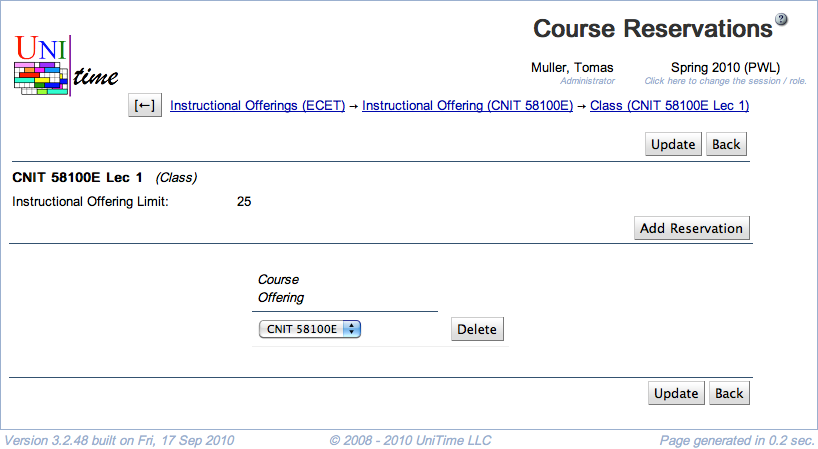 Course Reservations ?
UNI time
Muller, Tomas Spring 2010 (PWL)
Administrator Click here to change the session / role.
[←] Instructional Offerings (ECET) → Instructional Offering (CNIT 58100E) → Class (CNIT 58100E Lec 1)
Update Back
CNIT 58100E Lec 1 (Class)
Instructional Offering Limit: 25
Add Reservation
Course
Offering
CNIT 58100E Delete
Update Back
Version 3.2.48 built on Fri, 17 Sep 2010 © 2008 - 2010 UniTime LLC Page generated in 0.2 sec.